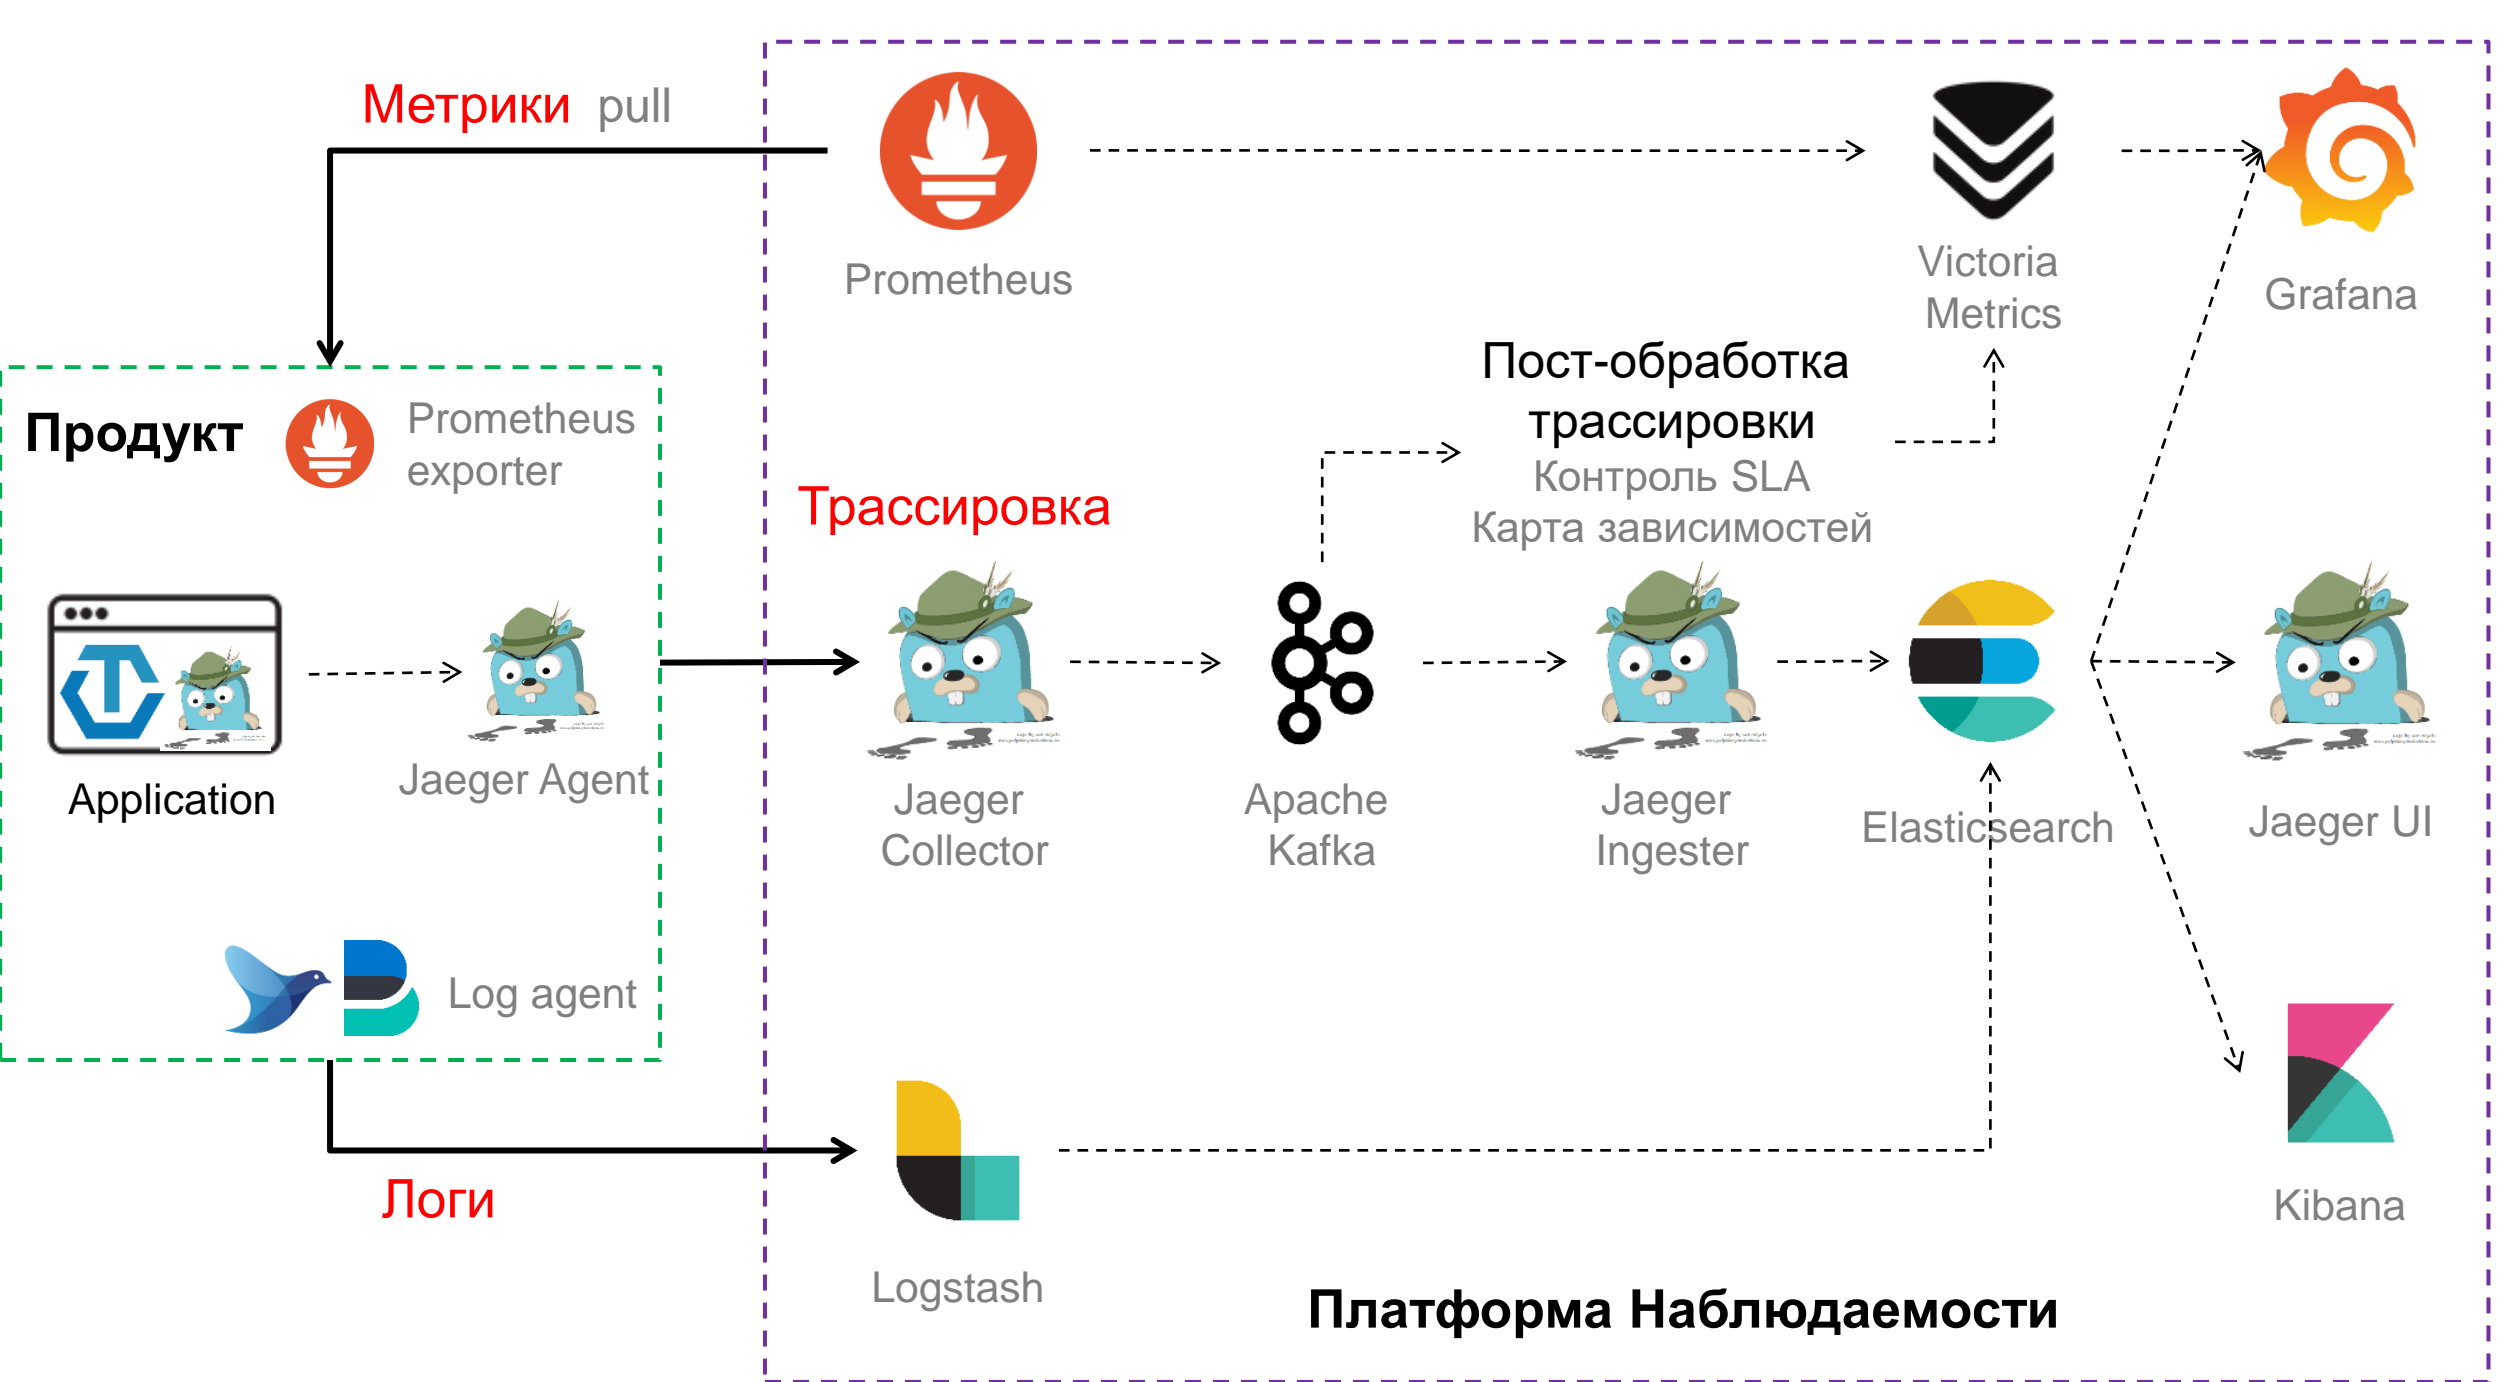 Метрики pull
Prometheus
Victoria
Metrics
Grafana
Продукт
Prometheus
exporter
Пост-обработка
трассировки
Контроль SLA
Карта зависимостей
Трассировка
Application
Jaeger Agent
Jaeger
Collector
Apache
Kafka
Jaeger
Ingester
Elasticsearch
Jaeger UI
Log agent
Логи
Logstash
Kibana
Платформа Наблюдаемости